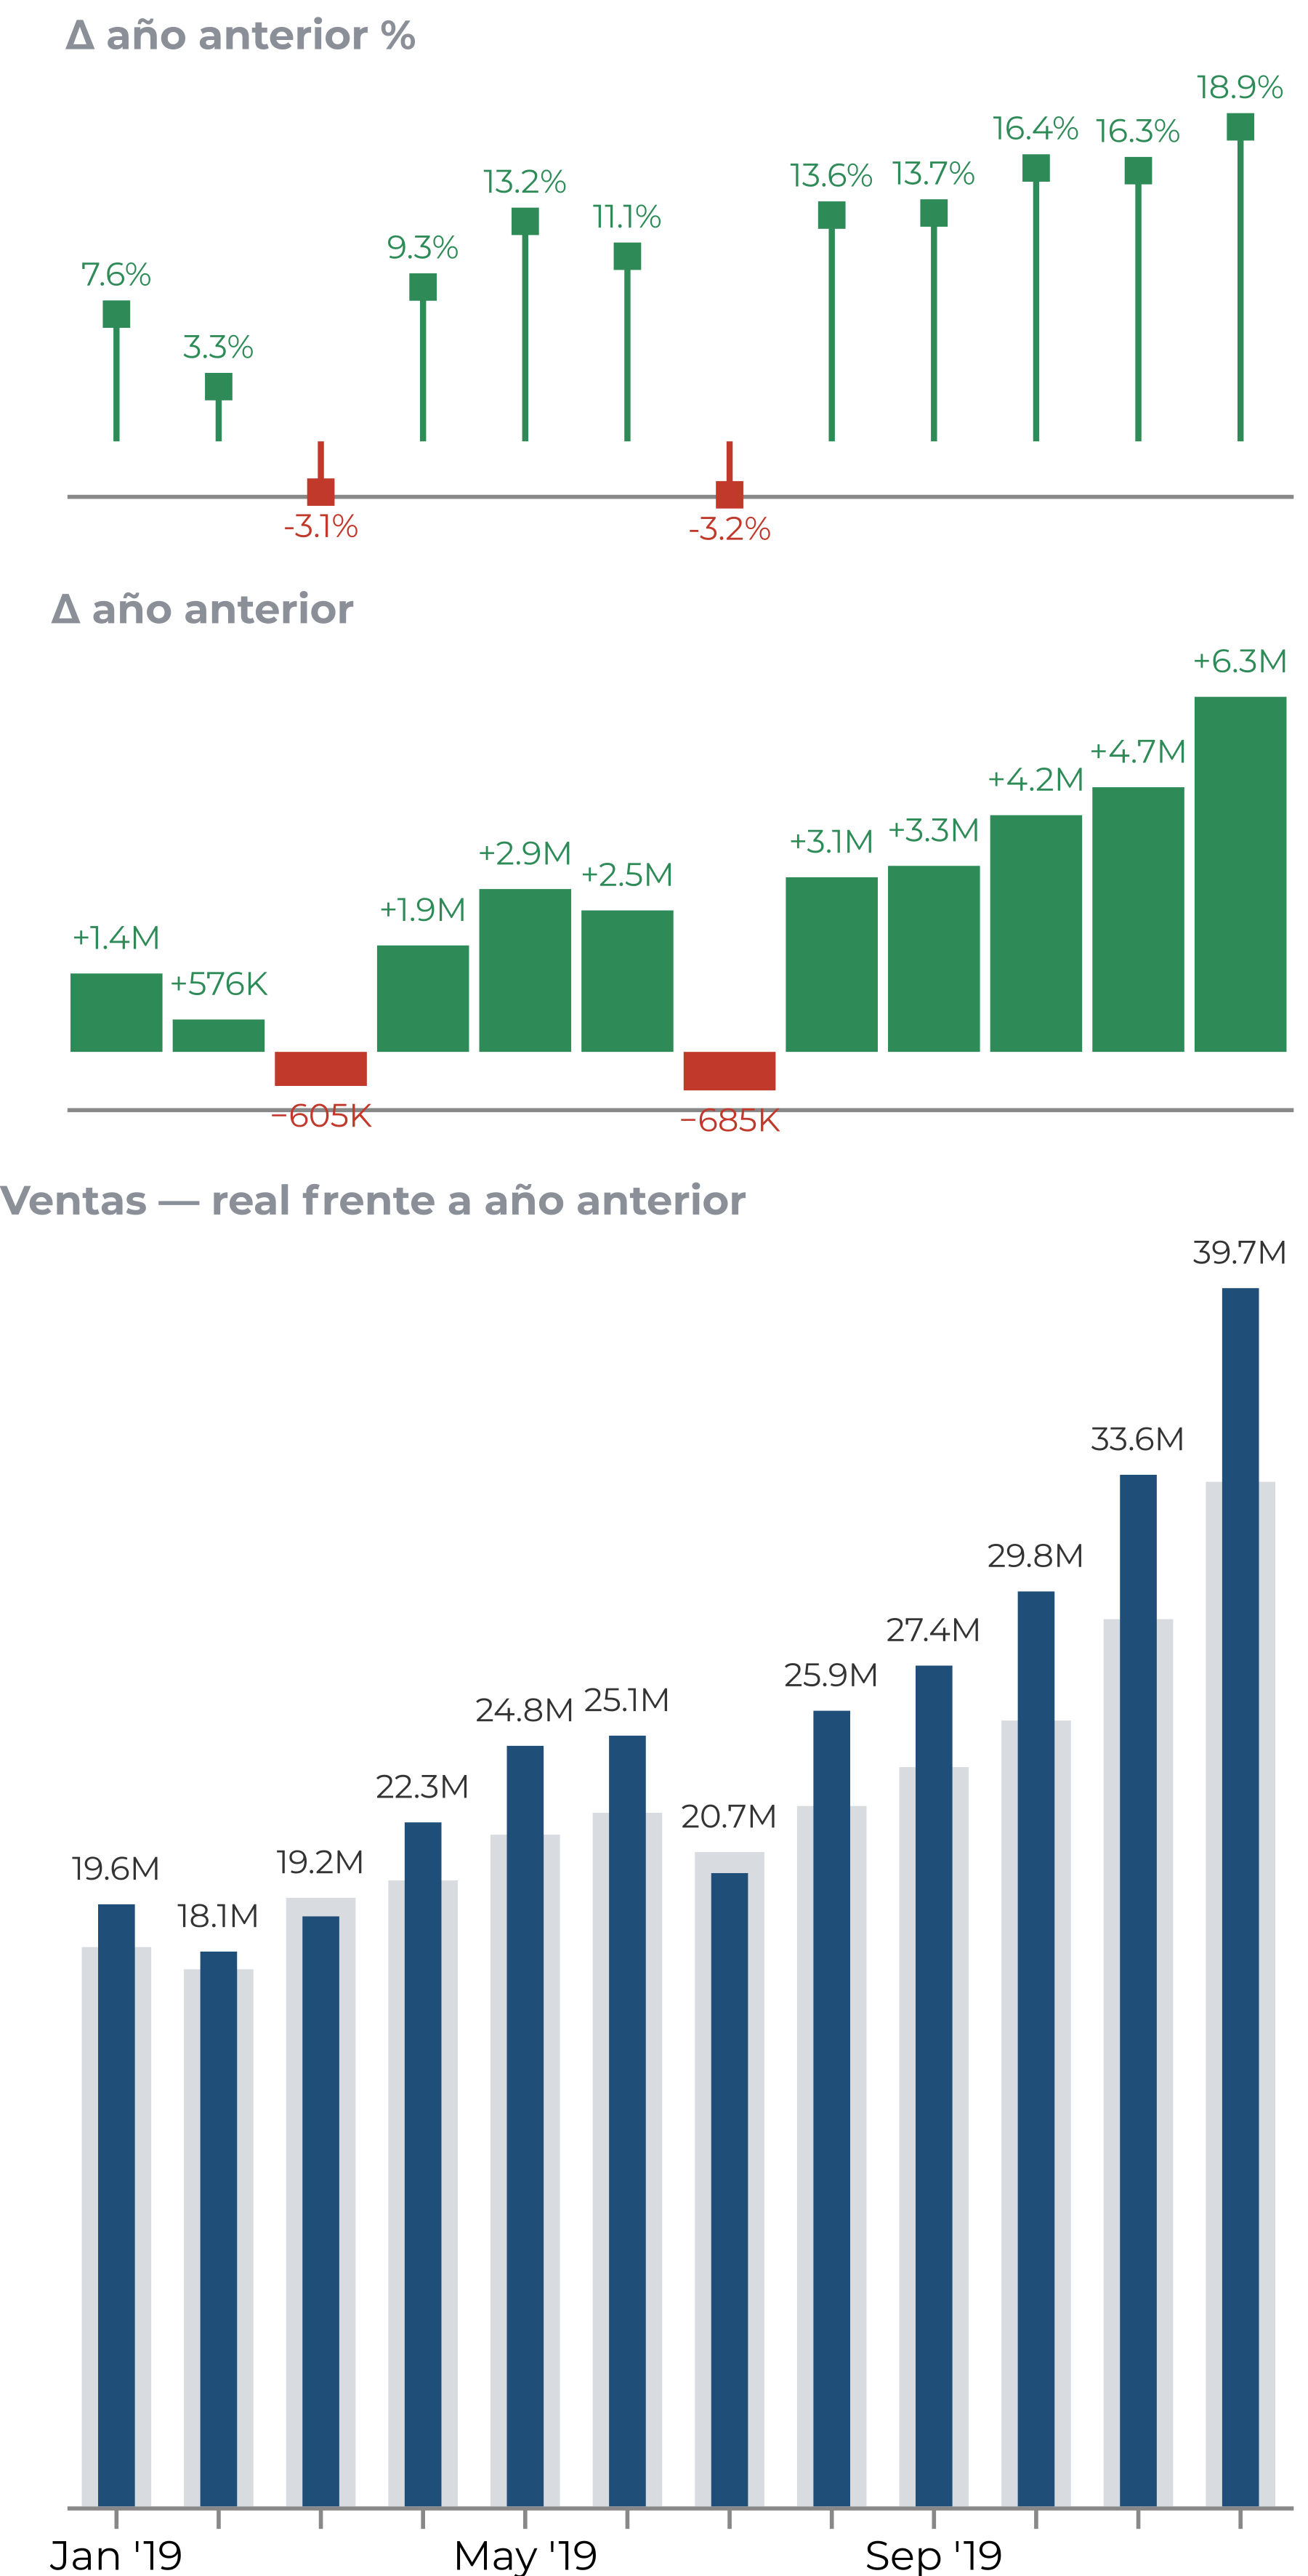 Δ año anterior %
7.6%
3.3%
-3.1%
9.3%
13.2%
11.1%
-3.2%
13.6%
13.7%
16.4%
16.3%
18.9%
Δ año anterior
+1.4M
+576K
−605K
+1.9M
+2.9M
+2.5M
−685K
+3.1M
+3.3M
+4.2M
+4.7M
+6.3M
Ventas — real frente a año anterior
19.6M
18.1M
19.2M
22.3M
24.8M
25.1M
20.7M
25.9M
27.4M
29.8M
33.6M
39.7M
Jan '19
May '19
Sep '19